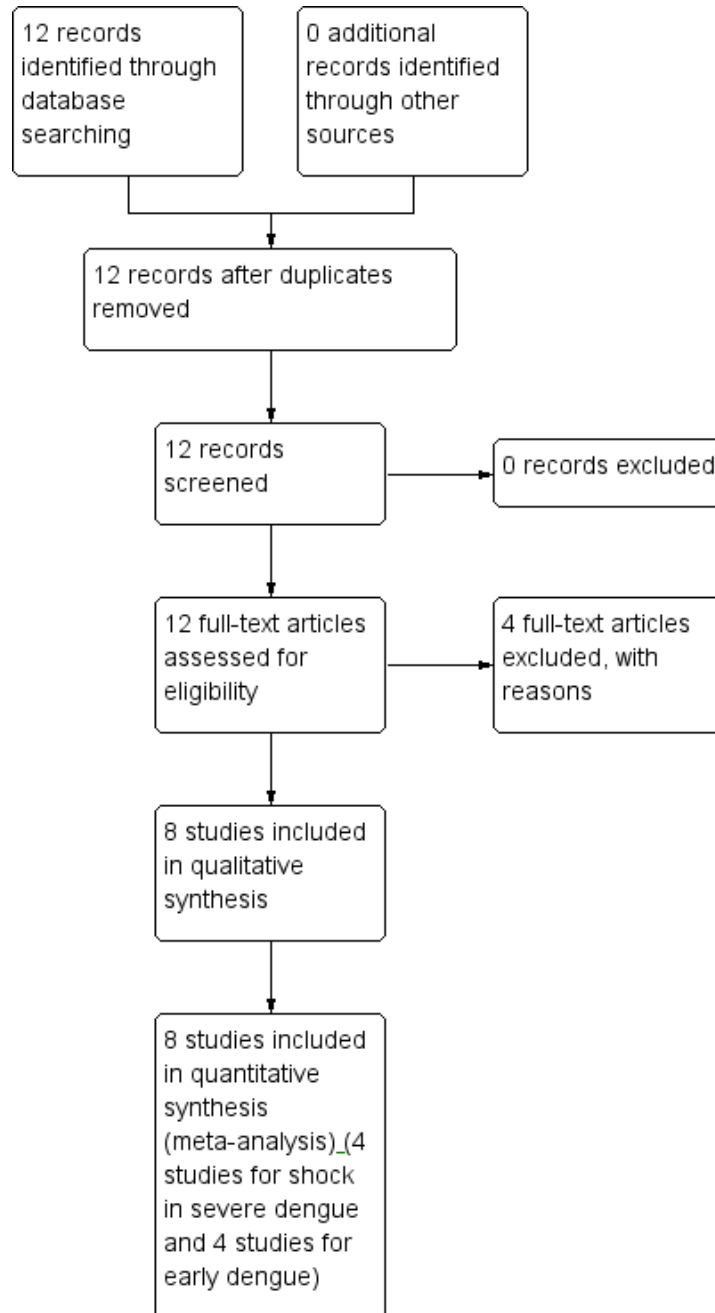 12 records
identified through
database
searching
0 additional
records identified
through other
sources
12 records after duplicates
removed
12 records
screened
0 records excluded
12 full-text articles
assessed for
eligibility
4 full-text articles
excluded, with
reasons
8 studies included
in qualitative
synthesis
8 studies included
in quantitative
synthesis
(meta-analysis) (4
studies for shock
in severe dengue
and 4 studies for
early dengue)